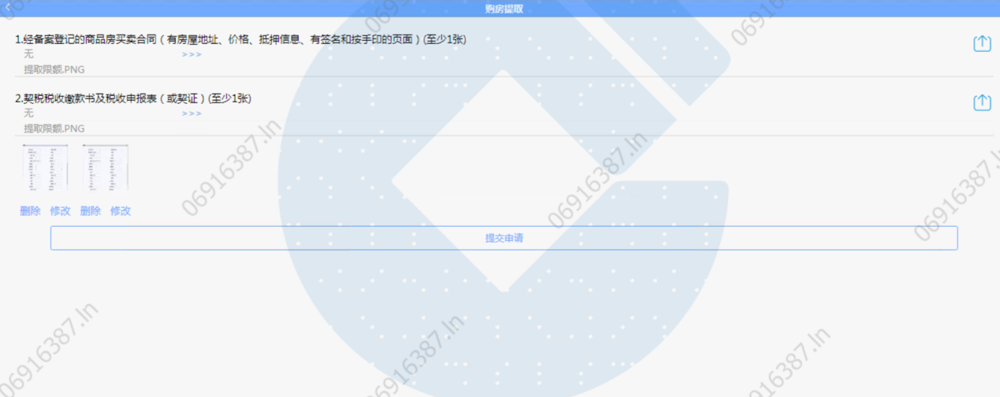 购房提取
1.经备案登记的商品房买卖合同（有房屋地址、价格、抵押信息、有签名和按手印的页面）(至少1张)
无 >>>
提取限额.PNG
2.契税税收缴款书及税收申报表（或契证）(至少1张)
无 >>>
提取限额.PNG
删除 修改 删除 修改
提交申请
06916387.ln
06916387.ln
06916387.ln
06916387.ln
06916387.ln